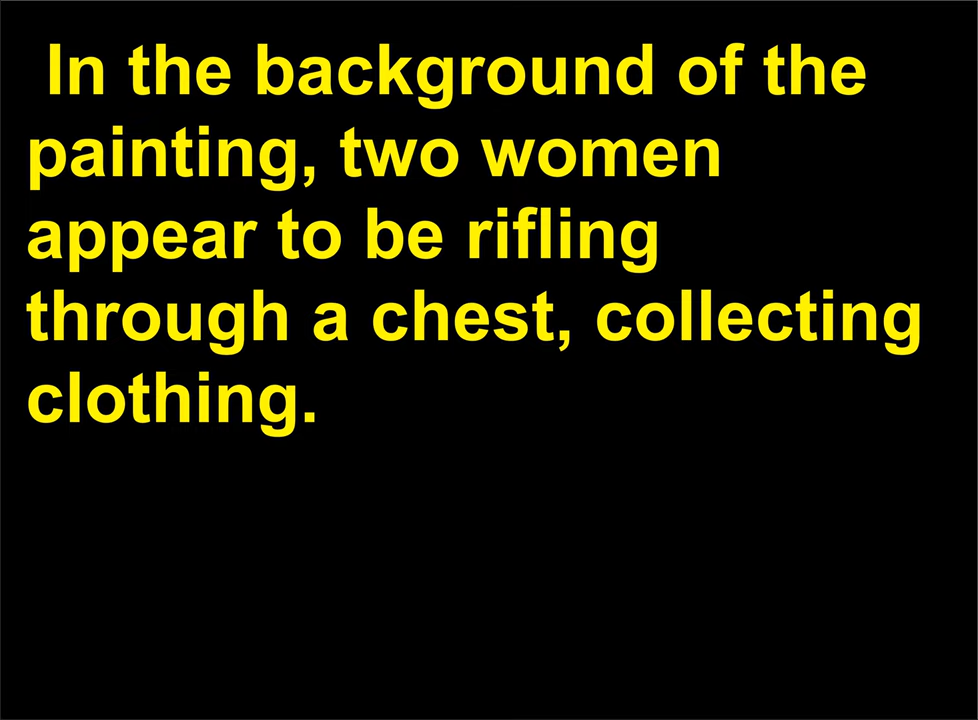 In the background of the
painting, two women
appear to be rifling
through a chest, collecting
clothing.